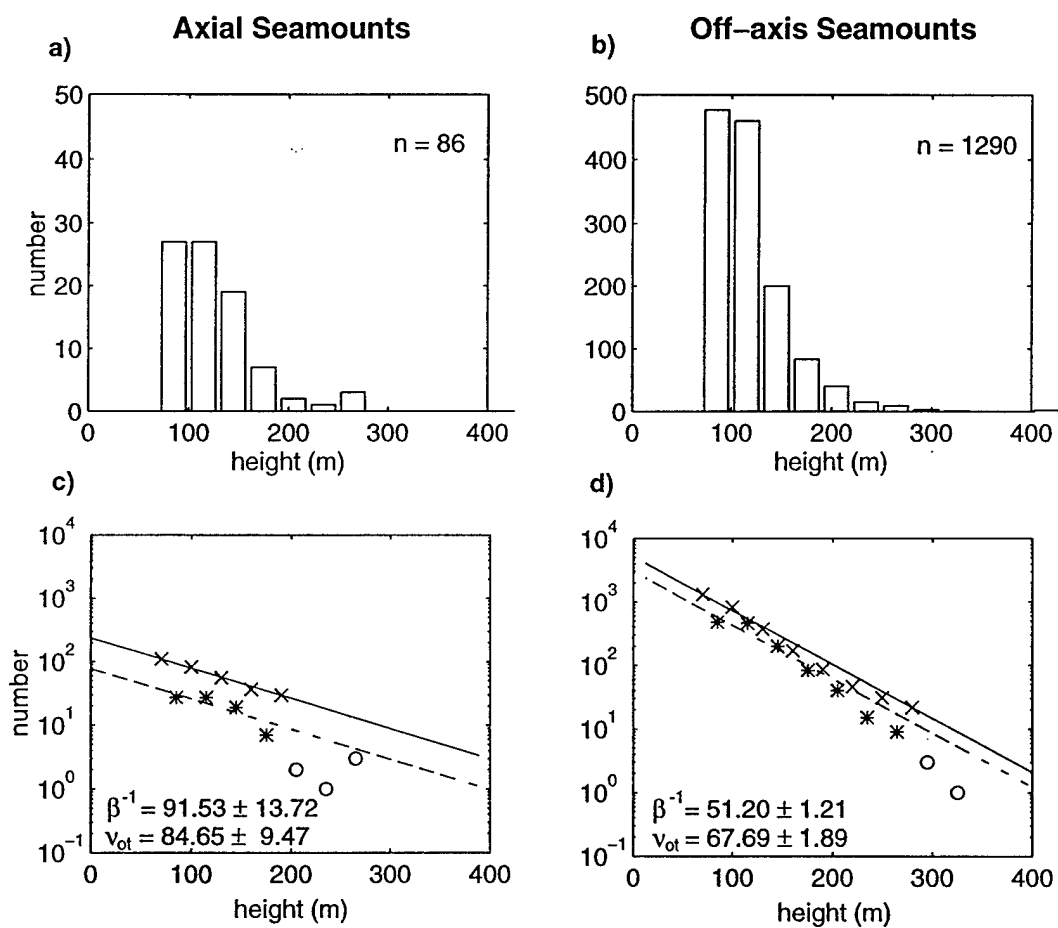 Axial Seamounts
Off-axis Seamounts
a)
b)
50
40
30
20
10
0
number
n = 86
0
100
200
300
400
height (m)
500
400
300
200
100
0
n = 1290
0
100
200
300
400
height (m)
c)
d)
10^4
10^3
10^2
10^1
10^0
10^-1
number
β^-1 = 91.53 ± 13.72
ν_ot = 84.65 ± 9.47
0
100
200
300
400
height (m)
10^4
10^3
10^2
10^1
10^0
10^-1
β^-1 = 51.20 ± 1.21
ν_ot = 67.69 ± 1.89
0
100
200
300
400
height (m)